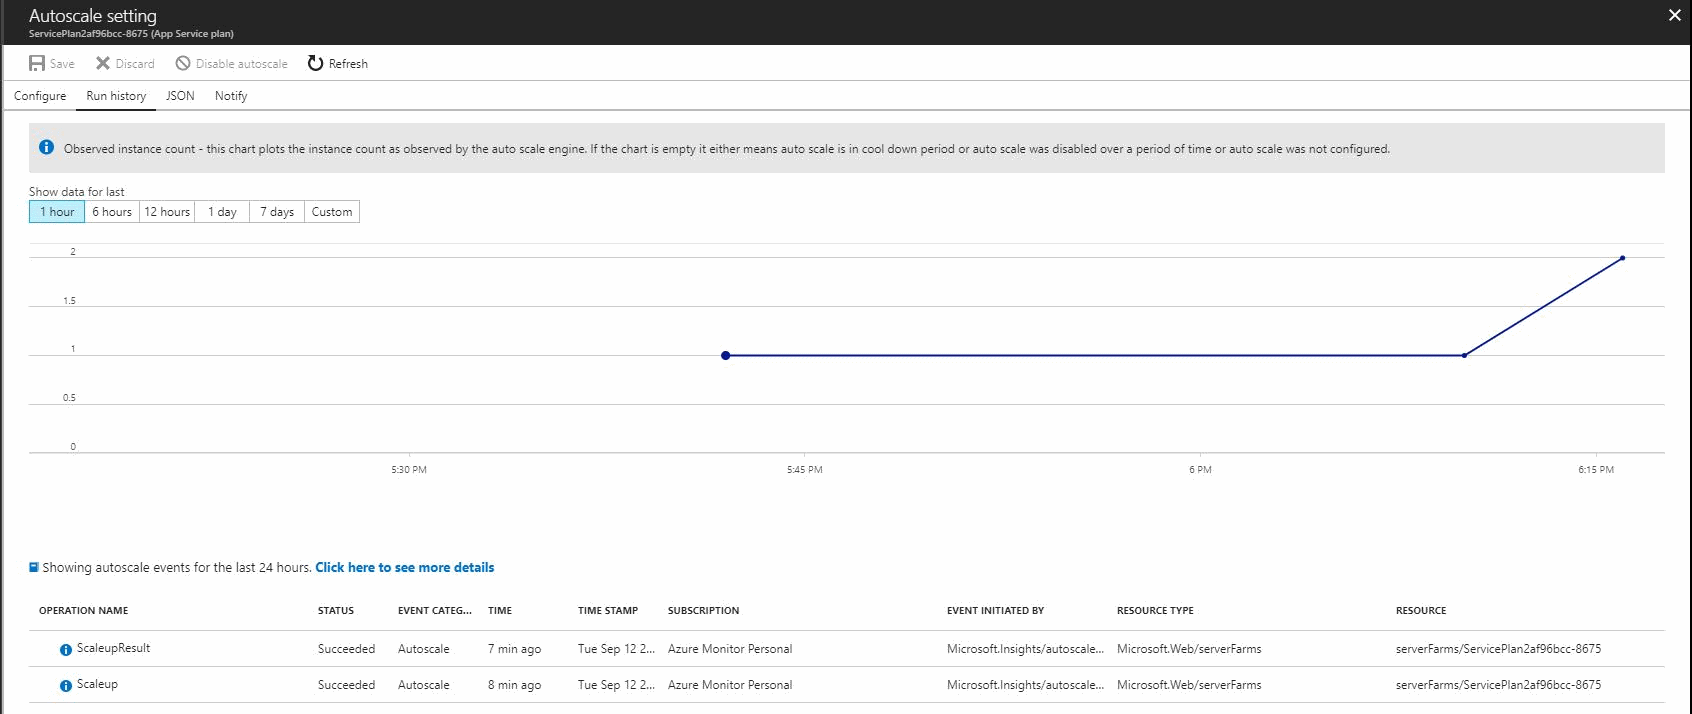 Autoscale setting
ServicePlan2af96bcc-8675 (App Service plan)
Save Discard Disable autoscale Refresh
Configure Run history JSON Notify
Observed instance count - this chart plots the instance count as observed by the auto scale engine. If the chart is empty it either means auto scale is in cool down period or auto scale was disabled over a period of time or auto scale was not configured.
Show data for last
1 hour 6 hours 12 hours 1 day 7 days Custom
2
1.5
1
0.5
0
5:30 PM 5:45 PM 6 PM 6:15 PM
Showing autoscale events for the last 24 hours. Click here to see more details
OPERATION NAME STATUS EVENT CATEG... TIME TIME STAMP SUBSCRIPTION EVENT INITIATED BY RESOURCE TYPE RESOURCE
ScaleupResult Succeeded Autoscale 7 min ago Tue Sep 12 2... Azure Monitor Personal Microsoft.Insights/autoscale... Microsoft.Web/serverFarms serverFarms/ServicePlan2af96bcc-8675
Scaleup Succeeded Autoscale 8 min ago Tue Sep 12 2... Azure Monitor Personal Microsoft.Insights/autoscale... Microsoft.Web/serverFarms serverFarms/ServicePlan2af96bcc-8675